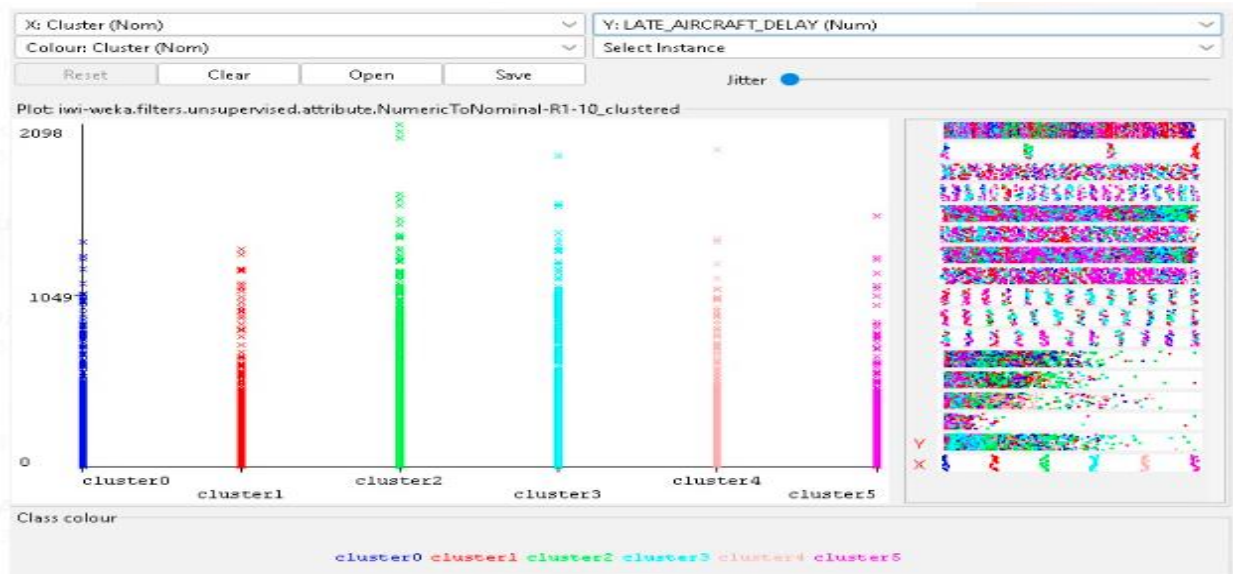 X: Cluster (Nom) Y: LATE_AIRCRAFT_DELAY (Num)
Colour: Cluster (Nom) Select Instance
Reset Clear Open Save Jitter
Plot: iwi-weka.filters.unsupervised.attribute.NumericToNominal-R1-10_clustered
2098
1049
0
Y
X
cluster0 cluster2 cluster4
cluster1 cluster3 cluster5
Class colour
cluster0 cluster1 cluster2 cluster3 cluster4 cluster5